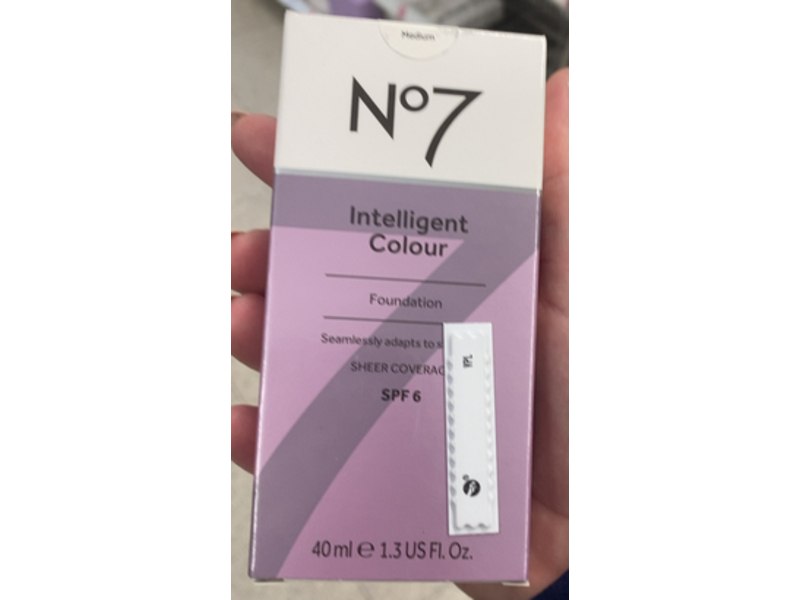 Medium
No7
Intelligent
Colour
Foundation
Seamlessly adapts to
SHEER COVERAG
SPF 6
40 ml e 1.3 US Fl. Oz.